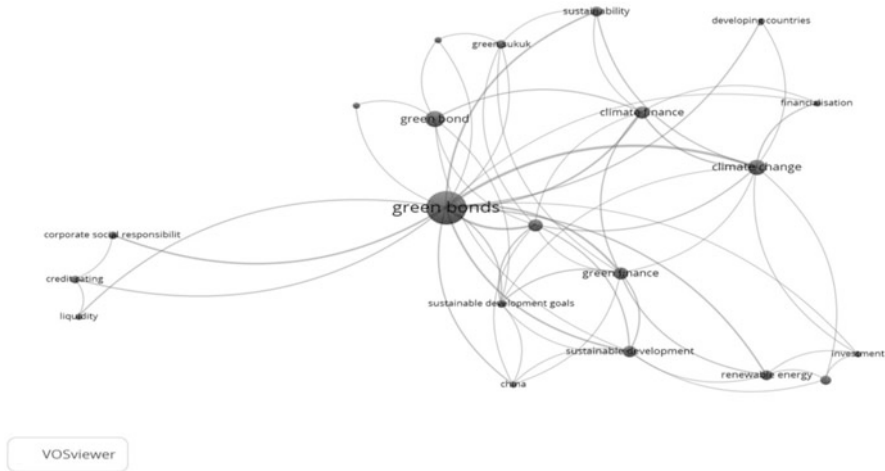 sustainability
developing countries
green sukuk
financialisation
climate finance
green bond
climate change
green bonds
corporate social responsibilit
credit rating
green finance
sustainable development goals
liquidity
sustainable development
investment
renewable energy
china
VOSviewer